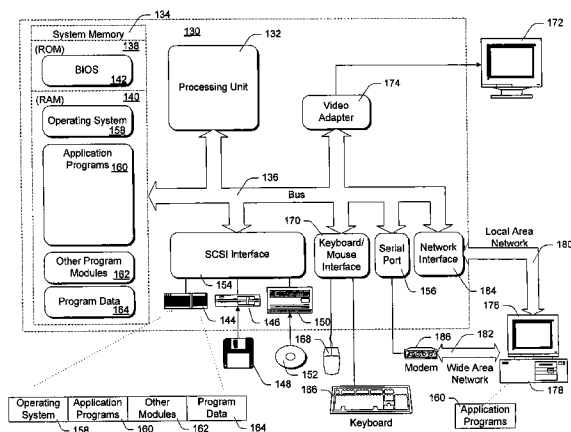 134
System Memory
138
(ROM)
BIOS
142
(RAM) 140
Operating System
158
Application
Programs 160
Other Program
Modules 162
Program Data
164
130
132
Processing Unit
172
174
Video
Adapter
136
Bus
170
SCSI Interface
154
Keyboard/
Mouse
Interface
Serial
Port
156
Network
Interface
184
Local Area
Network
180
144
146
150
176
168
186
182
Modem
Wide Area
Network
148
152
166
Keyboard
178
160
Application
Programs
Operating
System
Application
Programs
Other
Modules
Program
Data
158
160
162
164